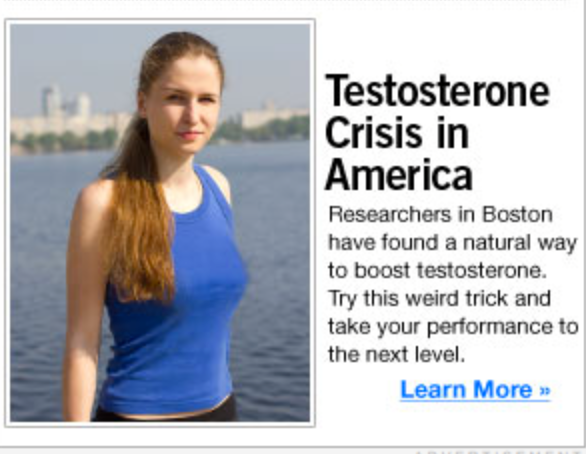 Testosterone
Crisis in
America
Researchers in Boston
have found a natural way
to boost testosterone.
Try this weird trick and
take your performance to
the next level.
Learn More »
ADVERTISEMENT